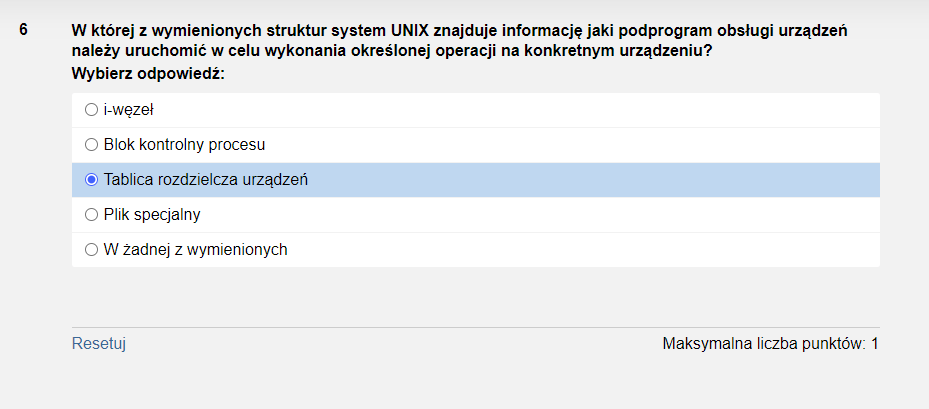 6
W której z wymienionych struktur system UNIX znajduje informację jaki podprogram obsługi urządzeń
należy uruchomić w celu wykonania określonej operacji na konkretnym urządzeniu?
Wybierz odpowiedź:
i-węzeł
Blok kontrolny procesu
Tablica rozdzielcza urządzeń
Plik specjalny
W żadnej z wymienionych
Resetuj
Maksymalna liczba punktów: 1